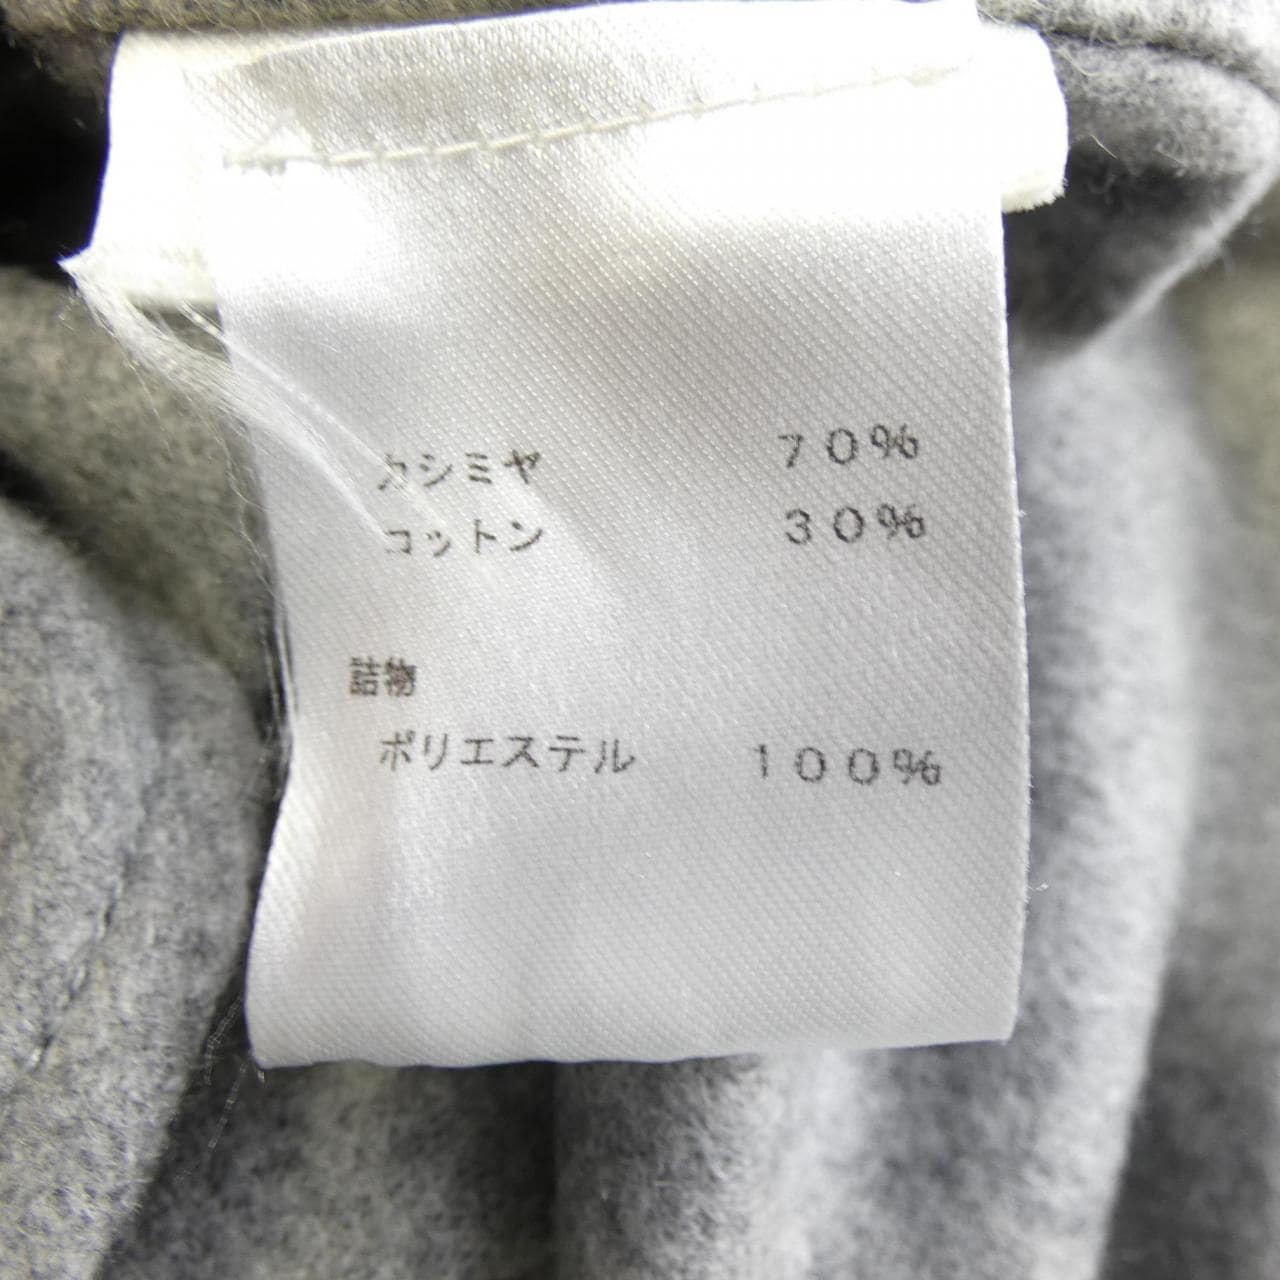 カシミヤ 70%
コットン 30%
詰物
ポリエステル 100%